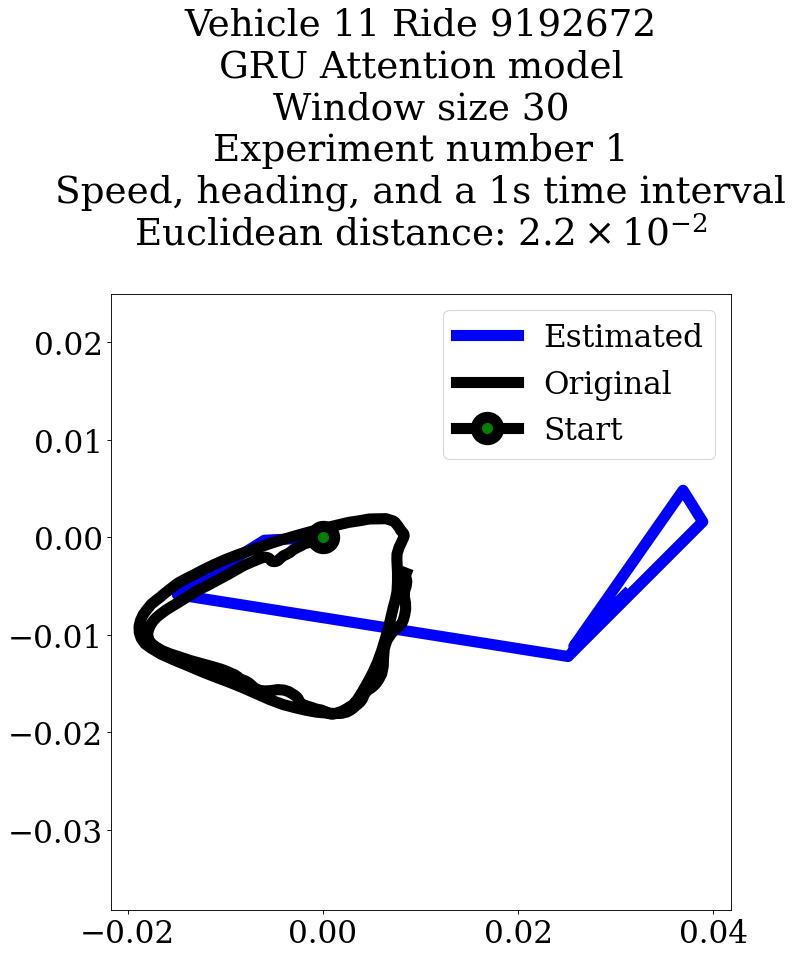 Vehicle 11 Ride 9192672
GRU Attention model
Window size 30
Experiment number 1
Speed, heading, and a 1s time interval
Euclidean distance: 2.2 × 10⁻²
Estimated
Original
Start
0.02
0.01
0.00
−0.01
−0.02
−0.03
−0.02 0.00 0.02 0.04